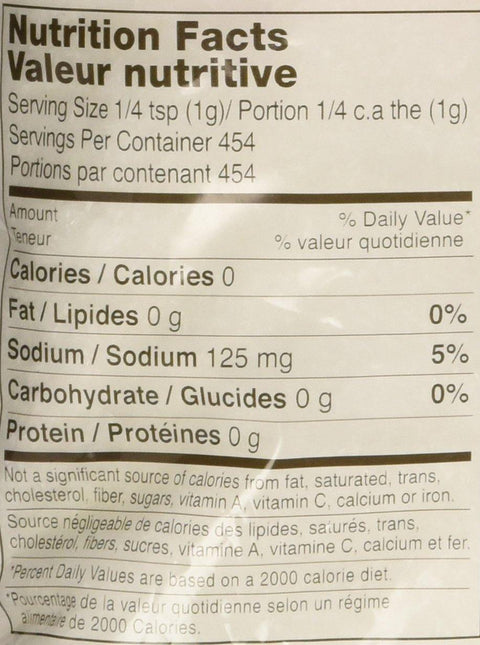 Nutrition Facts
Valeur nutritive
Serving Size 1/4 tsp (1g)/ Portion 1/4 c.a the (1g)
Servings Per Container 454
Portions par contenant 454
Amount % Daily Value*
Teneur % valeur quotidienne
Calories / Calories 0
Fat / Lipides 0 g 0%
Sodium / Sodium 125 mg 5%
Carbohydrate / Glucides 0 g 0%
Protein / Protéines 0 g
Not a significant source of calories from fat, saturated, trans,
cholesterol, fiber, sugars, vitamin A, vitamin C, calcium or iron.
Source négligeable de calories des lipides, saturés, trans,
cholestérol, fibers, sucres, vitamine A, vitamine C, calcium et fer.
*Percent Daily Values are based on a 2000 calorie diet.
*Pourcentage de la valeur quotidienne selon un régime
alimentaire de 2000 Calories.